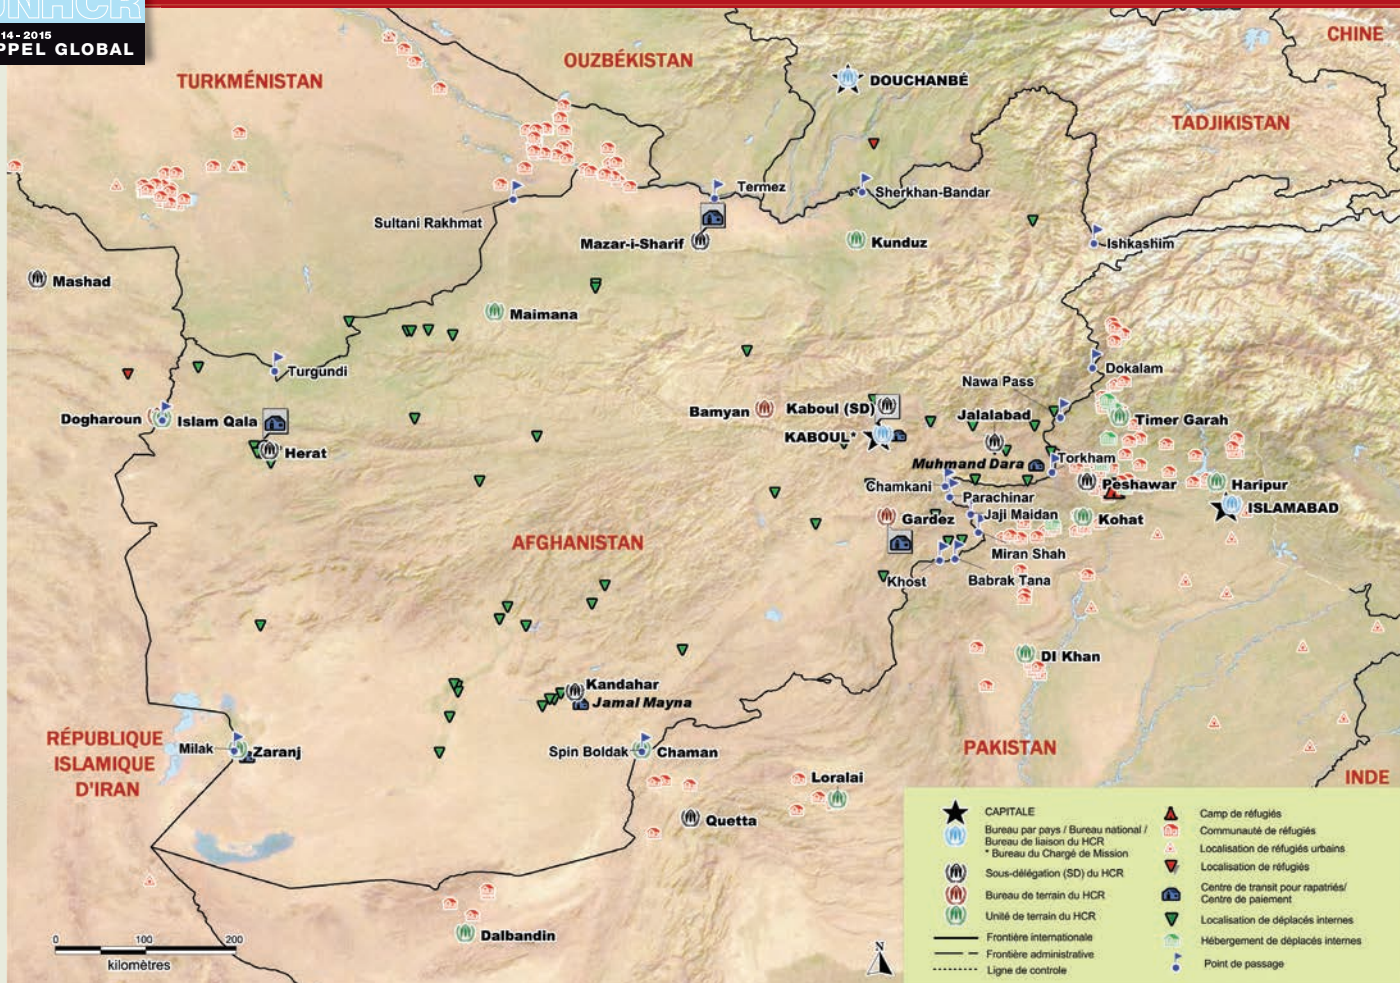 UNHCR
14 - 2015
PPEL GLOBAL
CHINE
OUZBÉKISTAN
TURKMÉNISTAN
DOUCHANBÉ
TADJIKISTAN
Termez
Sherkhan-Bandar
Sultani Rakhmat
Mazar-i-Sharif
Kunduz
Ishkashim
Mashad
Maimana
Turgundi
Dokalam
Nawa Pass
Dogharoun
Islam Qala
Bamyan
Kaboul (SD)
Jalalabad
Timer Garah
KABOUL*
Herat
Muhmand Dara
Torkham
Chamkani
Peshawar
Haripur
Parachinar
ISLAMABAD
Gardez
Jaji Maidan
Kohat
AFGHANISTAN
Miran Shah
Khost
Babrak Tana
DI Khan
Kandahar
Jamal Mayna
RÉPUBLIQUE
ISLAMIQUE
D'IRAN
Milak
Zaranj
Spin Boldak
Chaman
PAKISTAN
INDE
Loralai
Quetta
Dalbandin
0 100 200
kilomètres
N
CAPITALE
Bureau par pays / Bureau national /
Bureau de liaison du HCR
* Bureau du Chargé de Mission
Sous-délégation (SD) du HCR
Bureau de terrain du HCR
Unité de terrain du HCR
Frontière internationale
Frontière administrative
Ligne de controle
Camp de réfugiés
Communauté de réfugiés
Localisation de réfugiés urbains
Localisation de réfugiés
Centre de transit pour rapatriés/
Centre de paiement
Localisation de déplacés internes
Hébergement de déplacés internes
Point de passage